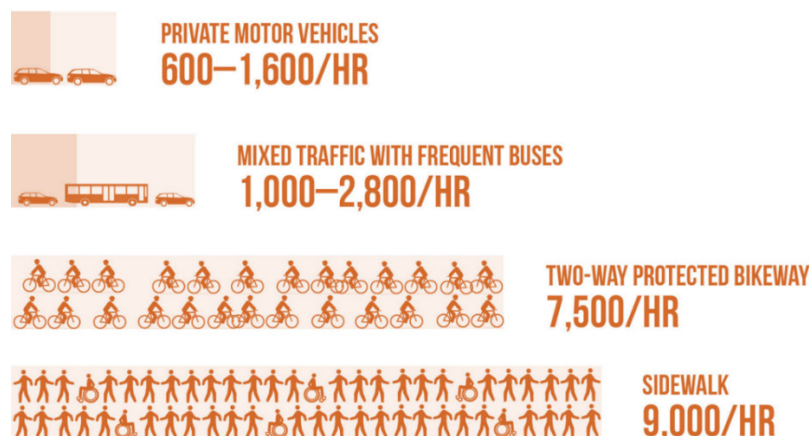 PRIVATE MOTOR VEHICLES
600–1,600/HR
MIXED TRAFFIC WITH FREQUENT BUSES
1,000–2,800/HR
TWO-WAY PROTECTED BIKEWAY
7,500/HR
SIDEWALK
9,000/HR